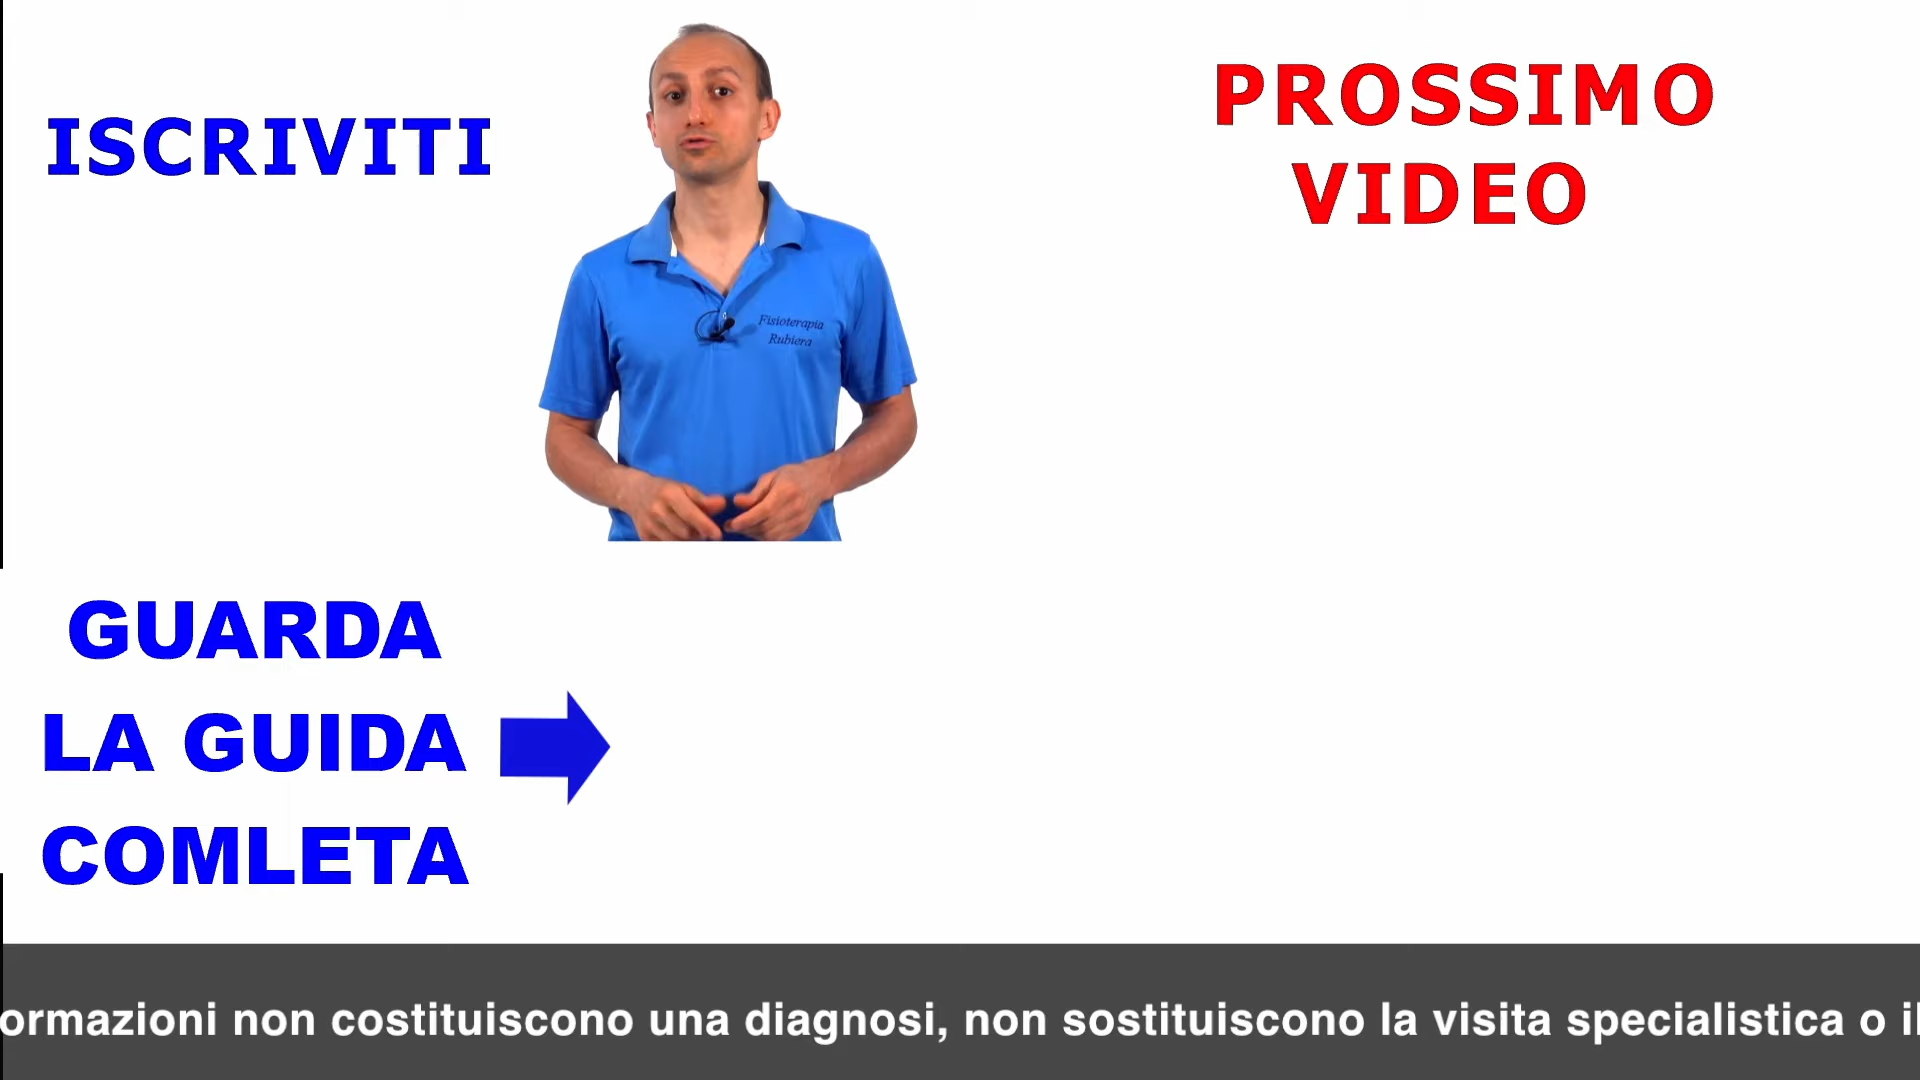 ISCRIVITI
PROSSIMO
VIDEO
Fisioterapia
Rubiera
GUARDA
LA GUIDA
COMLETA
ormazioni non costituiscono una diagnosi, non sostituiscono la visita specialistica o il